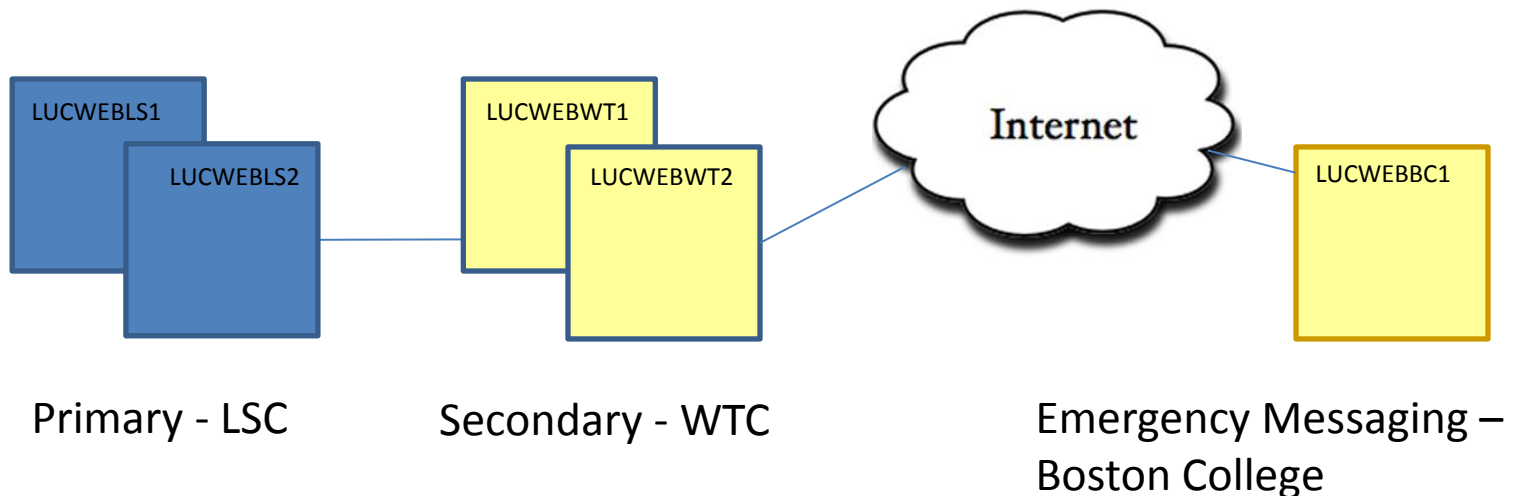 LUCWEBLS1
LUCWEBLS2
LUCWEBWT1
LUCWEBWT2
Internet
LUCWEBBC1
Primary - LSC
Secondary - WTC
Emergency Messaging –
Boston College